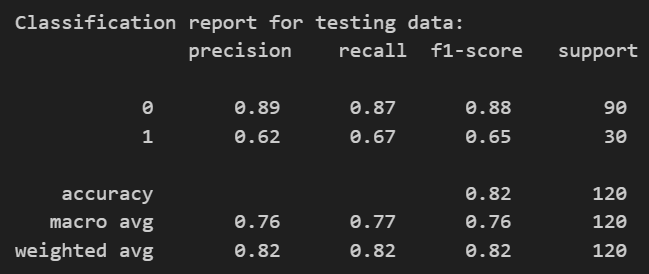 Classification report for testing data:
precision recall f1-score support
0 0.89 0.87 0.88 90
1 0.62 0.67 0.65 30
accuracy 0.82 120
macro avg 0.76 0.77 0.76 120
weighted avg 0.82 0.82 0.82 120